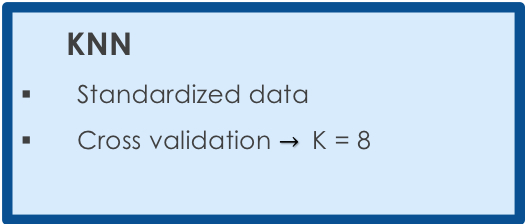 KNN
▪ Standardized data
▪ Cross validation → K = 8